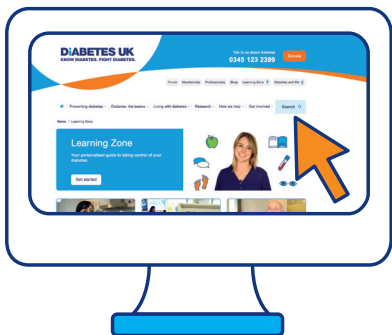 DiABETES UK
KNOW DIABETES. FIGHT DIABETES.
Talk to us about diabetes
0345 123 2399
Donate
Forum Membership Professionals Shop Learning Zone Diabetes and Me
Preventing diabetes Diabetes: the basics Living with diabetes Research How we help Get involved Search
Home Learning Zone
Learning Zone
Your personalised guide to taking control of your
diabetes
Get started